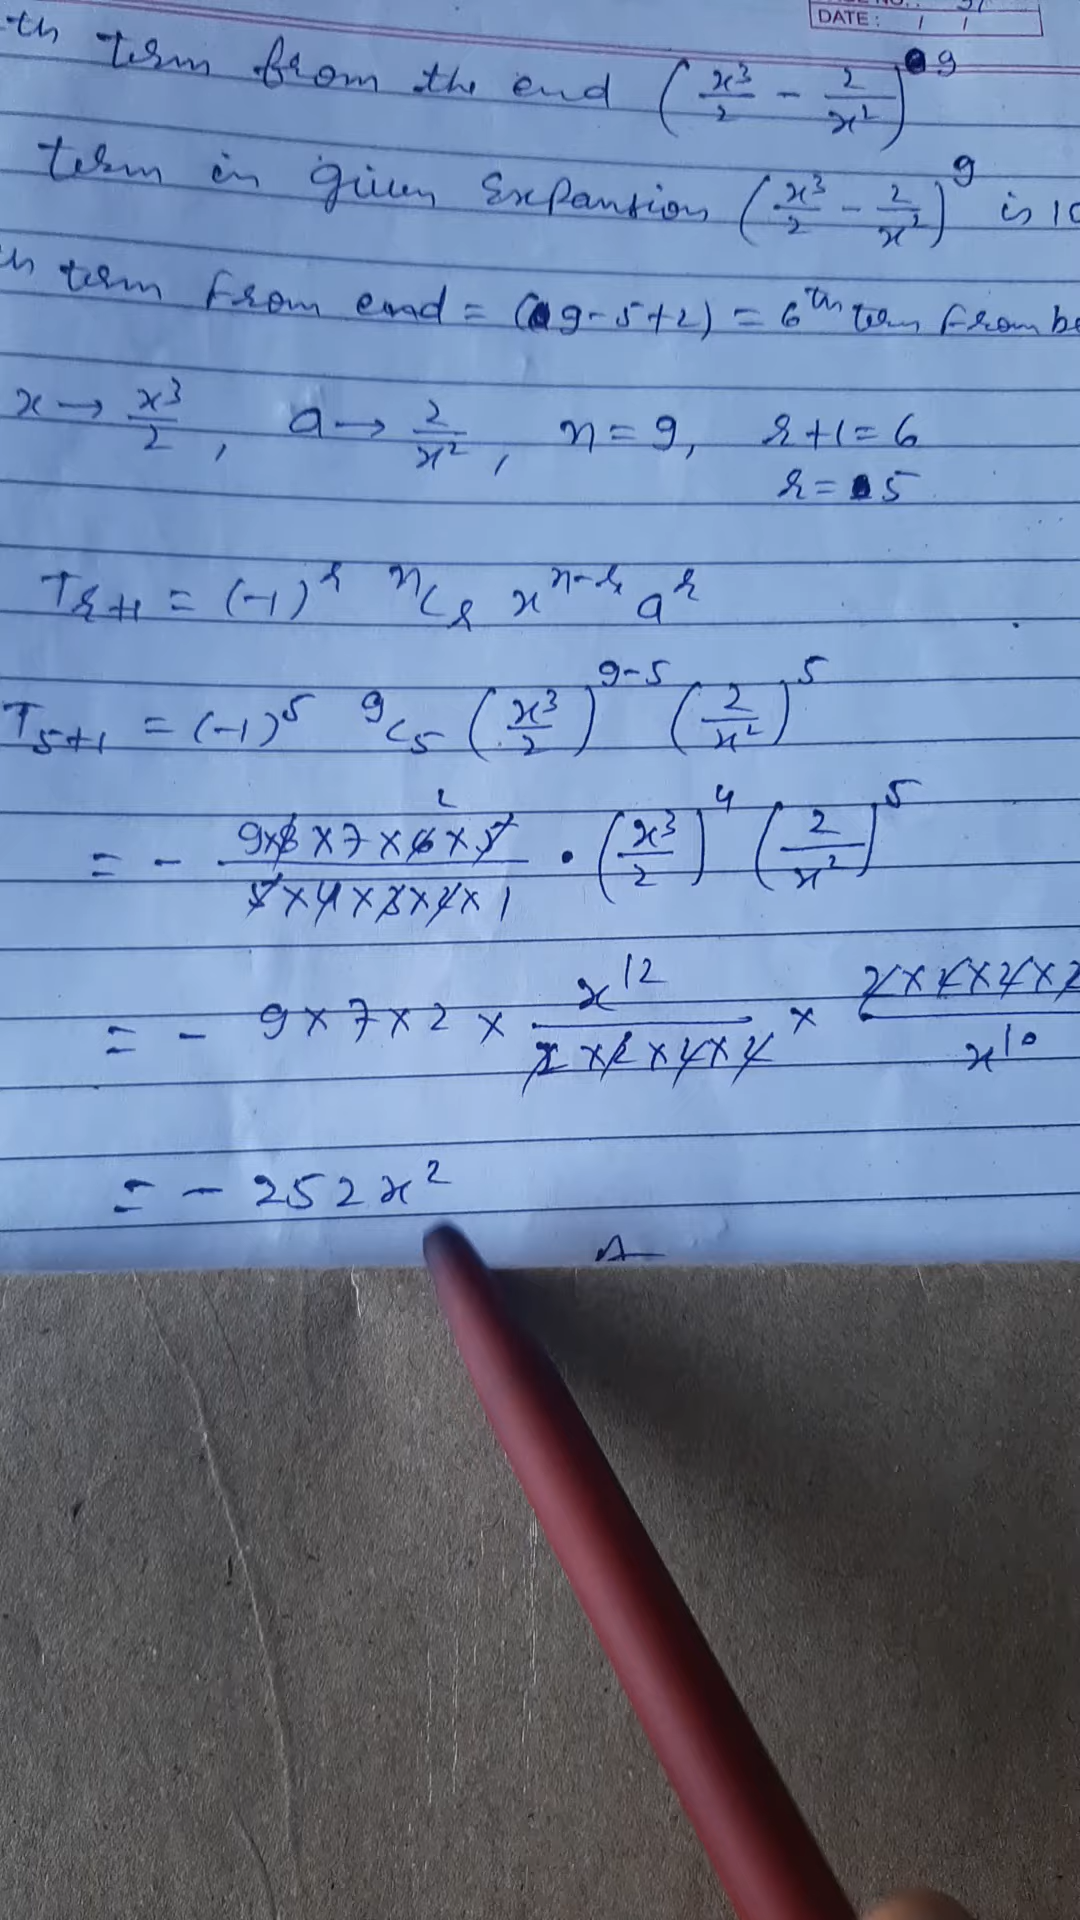 DATE : / /
th term from the end (x³/2 - 2/x²)⁹
term in given Expantion (x³/2 - 2/x²)⁹ is 10
th term from end = (9-5+2) = 6th term from be
x → x³/2, a → 2/x², n = 9, r+1 = 6
r = 5
Tr+1 = (-1)^r nCr x^(n-r) a^r
T5+1 = (-1)⁵ ⁹C5 (x³/2)^(9-5) (2/x²)⁵
2
= - (9×8×7×6×5)/(5×4×3×2×1) · (x³/2)⁴ (2/x²)⁵
= - 9×7×2 × x¹²/(2×2×2×2) × (2×2×2×2)/x¹⁰
= - 252x²